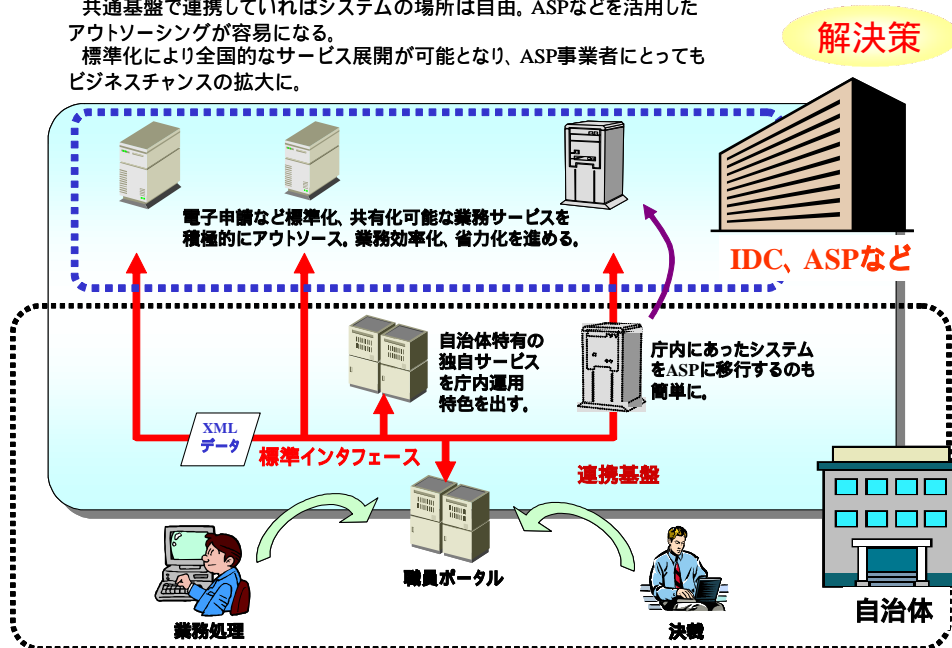 共通基盤で連携していればシステムの場所は自由。ASPなどを活用した
アウトソーシングが容易になる。
標準化により全国的なサービス展開が可能となり、ASP事業者にとっても
ビジネスチャンスの拡大に。
解決策
電子申請など標準化、共有化可能な業務サービスを
積極的にアウトソース。業務効率化、省力化を進める。
IDC、ASPなど
自治体特有の
独自サービス
を庁内運用
特色を出す。
庁内にあったシステム
をASPに移行するのも
簡単に。
XML
データ
標準インタフェース
連携基盤
職員ポータル
業務処理
決裁
自治体